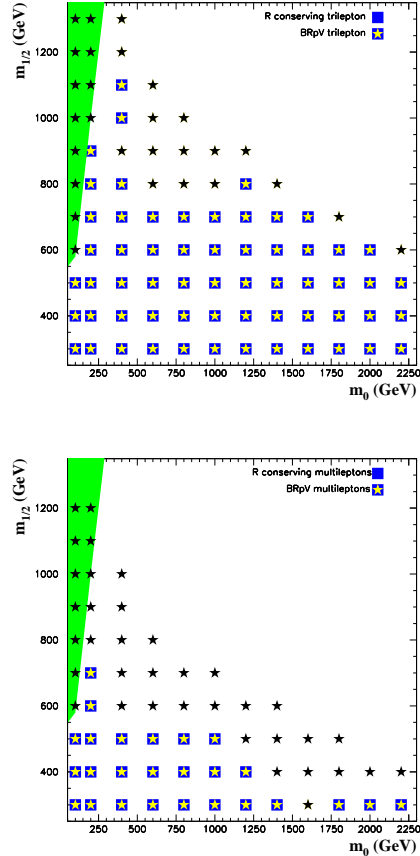 m1/2 (GeV)
R conserving trilepton
BRpV trilepton
1200
1000
800
600
400
250 500 750 1000 1250 1500 1750 2000 2250
m0 (GeV)
m1/2 (GeV)
R conserving multileptons
BRpV multileptons
1200
1000
800
600
400
250 500 750 1000 1250 1500 1750 2000 2250
m0 (GeV)